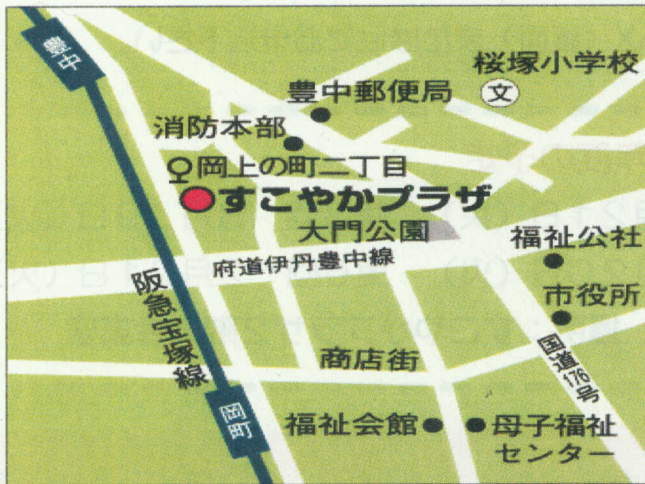 豊中
桜塚小学校
文
豊中郵便局
消防本部
岡上の町二丁目
すこやかプラザ
大門公園
福祉公社
府道伊丹豊中線
市役所
阪急宝塚線
商店街
国道176号
岡町
福祉会館
母子福祉
センター